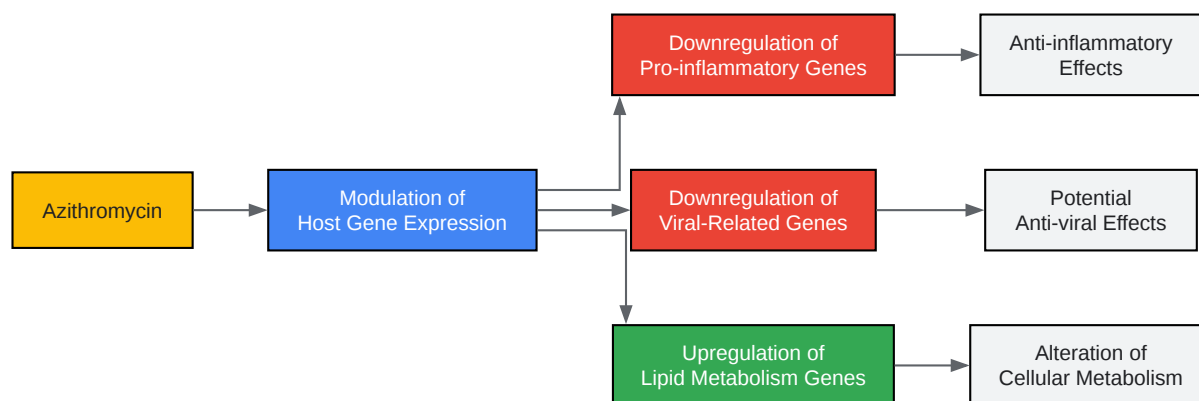 Downregulation of
Pro-inflammatory Genes
Anti-inflammatory
Effects
Azithromycin
Modulation of
Host Gene Expression
Downregulation of
Viral-Related Genes
Potential
Anti-viral Effects
Upregulation of
Lipid Metabolism Genes
Alteration of
Cellular Metabolism